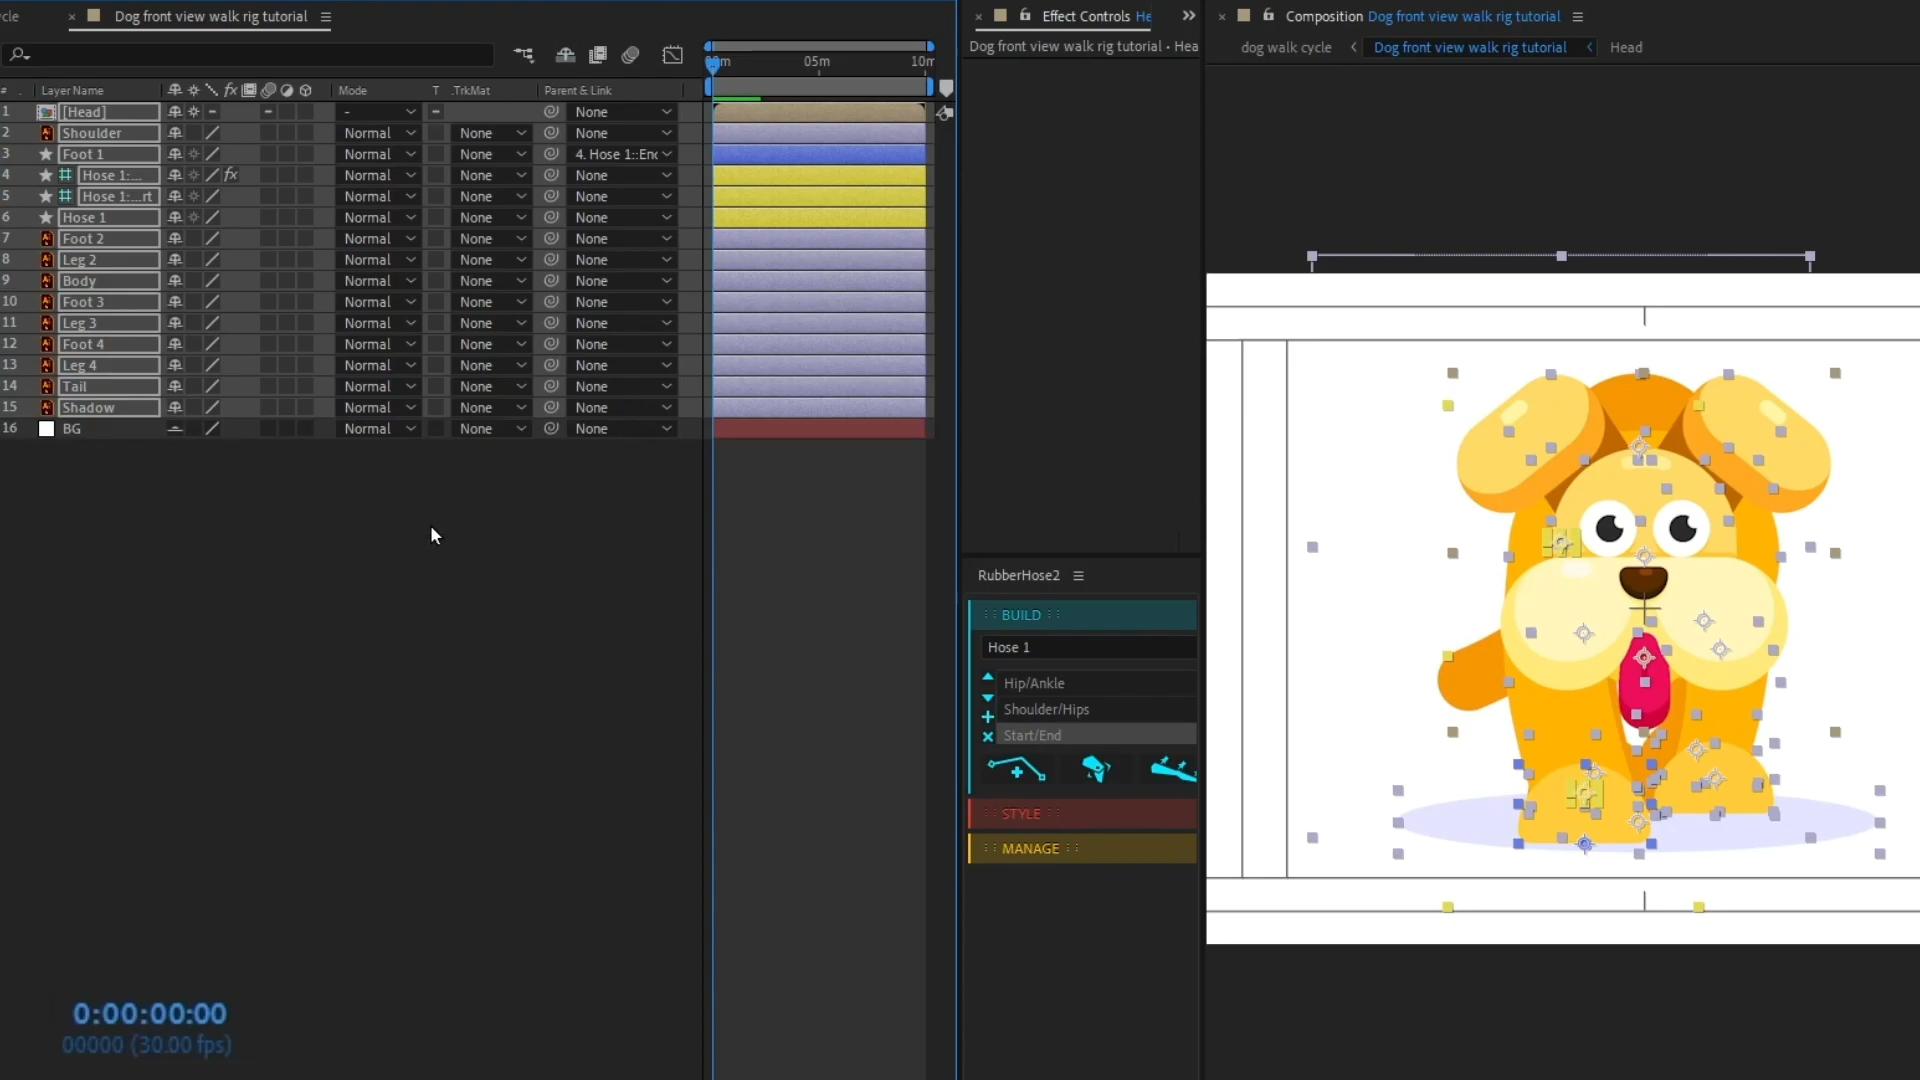 cle
Dog front view walk rig tutorial
Effect Controls He
Composition Dog front view walk rig tutorial
Dog front view walk rig tutorial • Hea
dog walk cycle
Dog front view walk rig tutorial
Head
05m
10m
#
Layer Name
fx
Mode
T
.TrkMat
Parent & Link
1 [Head] - None
2 Shoulder Normal None None
3 Foot 1 Normal None 4. Hose 1::Enc
4 Hose 1:... fx Normal None None
5 Hose 1:...rt Normal None None
6 Hose 1 Normal None None
7 Foot 2 Normal None None
8 Leg 2 Normal None None
9 Body Normal None None
10 Foot 3 Normal None None
11 Leg 3 Normal None None
12 Foot 4 Normal None None
13 Leg 4 Normal None None
14 Tail Normal None None
15 Shadow Normal None None
16 BG Normal None None
RubberHose2
:: BUILD ::
Hose 1
Hip/Ankle
Shoulder/Hips
Start/End
:: STYLE ::
:: MANAGE ::
0:00:00:00
00000 (30.00 fps)